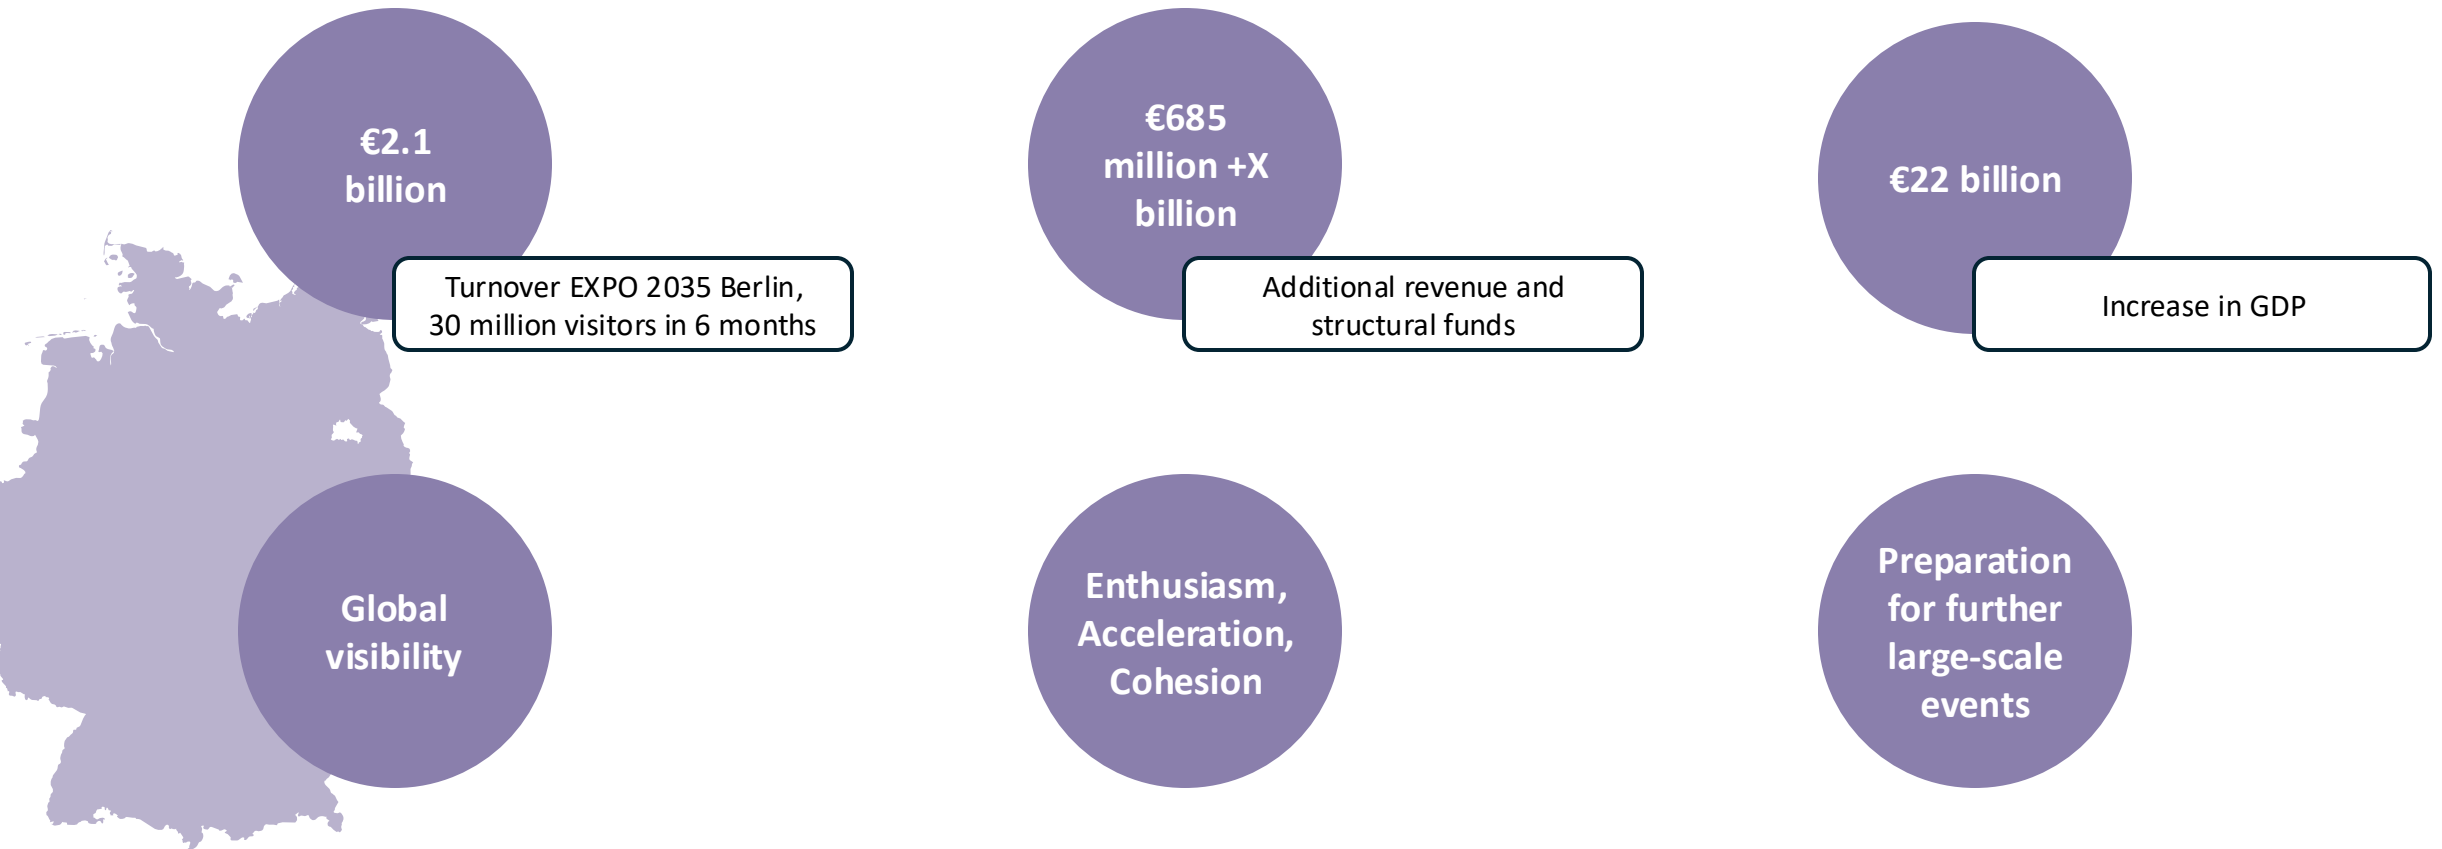 €2.1
billion
Turnover EXPO 2035 Berlin,
30 million visitors in 6 months
€685
million +X
billion
Additional revenue and
structural funds
€22 billion
Increase in GDP
Global
visibility
Enthusiasm,
Acceleration,
Cohesion
Preparation
for further
large-scale
events